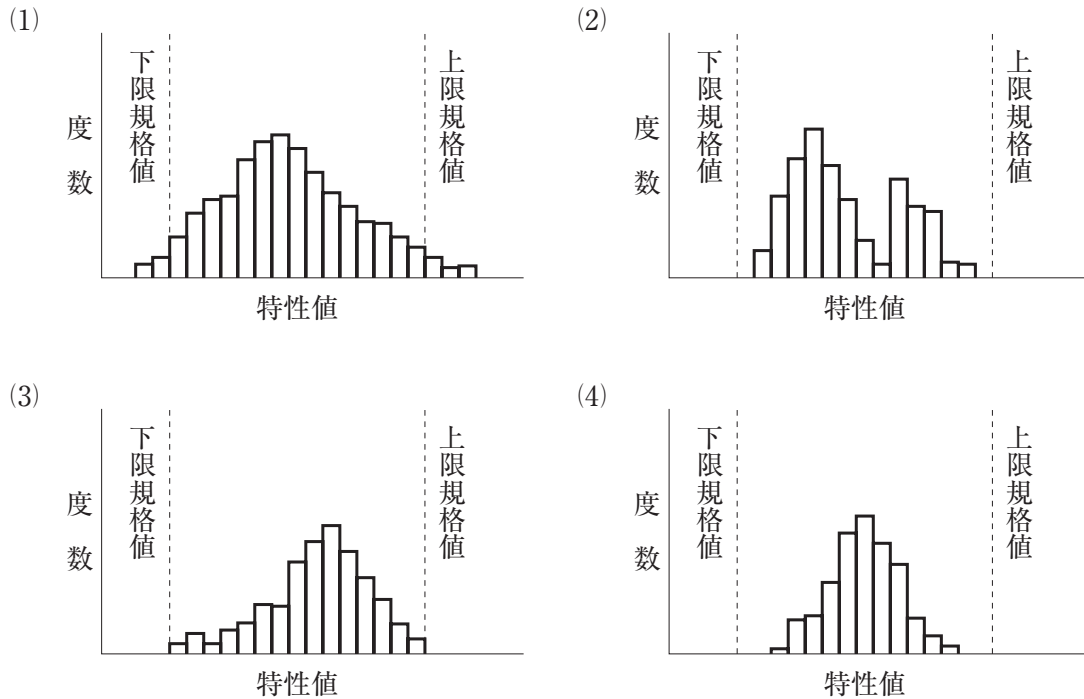 (1)
下限規格値
上限規格値
度数
特性値
(2)
下限規格値
上限規格値
度数
特性値
(3)
下限規格値
上限規格値
度数
特性値
(4)
下限規格値
上限規格値
度数
特性値